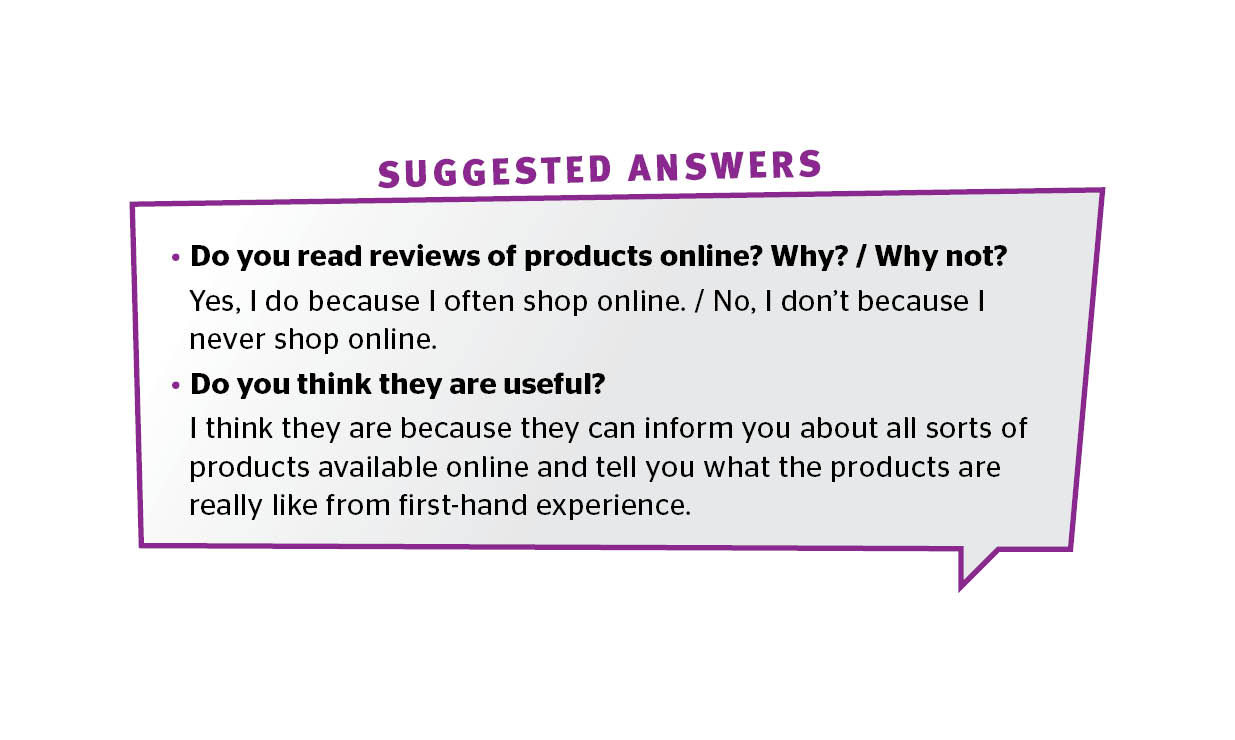 SUGGESTED ANSWERS
• Do you read reviews of products online? Why? / Why not?
Yes, I do because I often shop online. / No, I don’t because I
never shop online.
• Do you think they are useful?
I think they are because they can inform you about all sorts of
products available online and tell you what the products are
really like from first-hand experience.